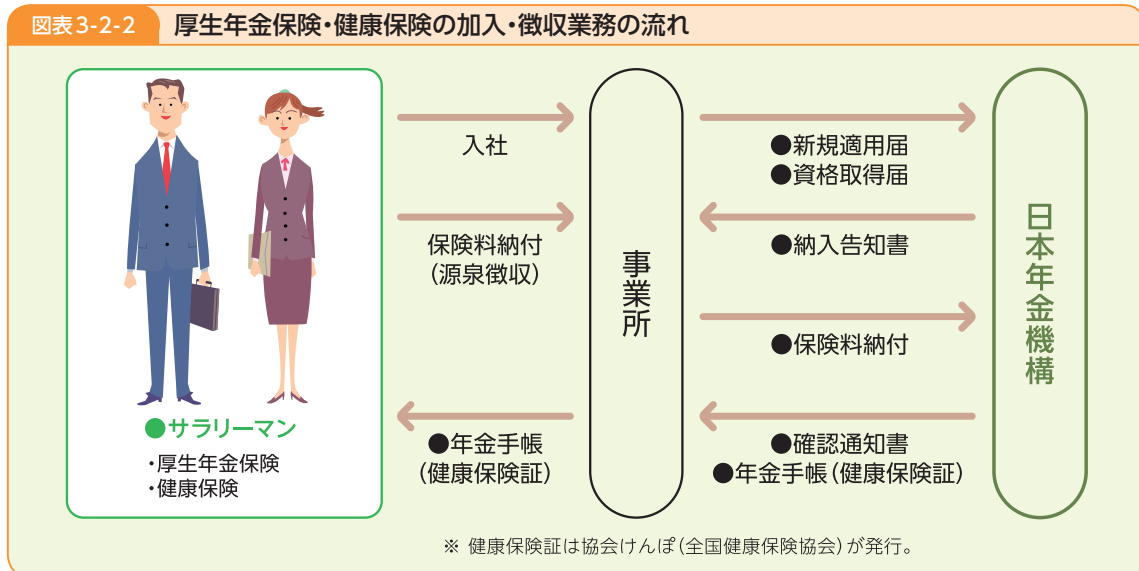 図表3-2-2 厚生年金保険・健康保険の加入・徴収業務の流れ
入社
保険料納付
(源泉徴収)
●年金手帳
(健康保険証)
●サラリーマン
・厚生年金保険
・健康保険
事業所
●新規適用届
●資格取得届
●納入告知書
●保険料納付
●確認通知書
●年金手帳(健康保険証)
日本年金機構
※ 健康保険証は協会けんぽ(全国健康保険協会)が発行。